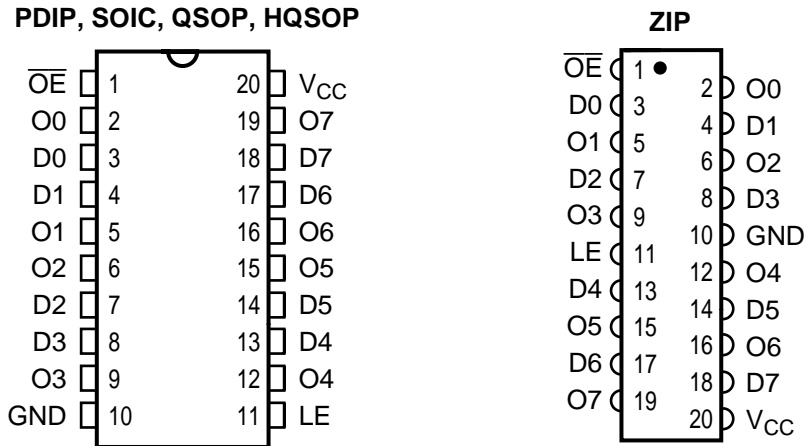 PDIP, SOIC, QSOP, HQSOP
OE 1 20 VCC
O0 2 19 O7
D0 3 18 D7
D1 4 17 D6
O1 5 16 O6
O2 6 15 O5
D2 7 14 D5
D3 8 13 D4
O3 9 12 O4
GND 10 11 LE
ZIP
OE 1
2 O0
D0 3
4 D1
O1 5
6 O2
D2 7
8 D3
O3 9
10 GND
LE 11
12 O4
D4 13
14 D5
O5 15
16 O6
D6 17
18 D7
O7 19
20 VCC